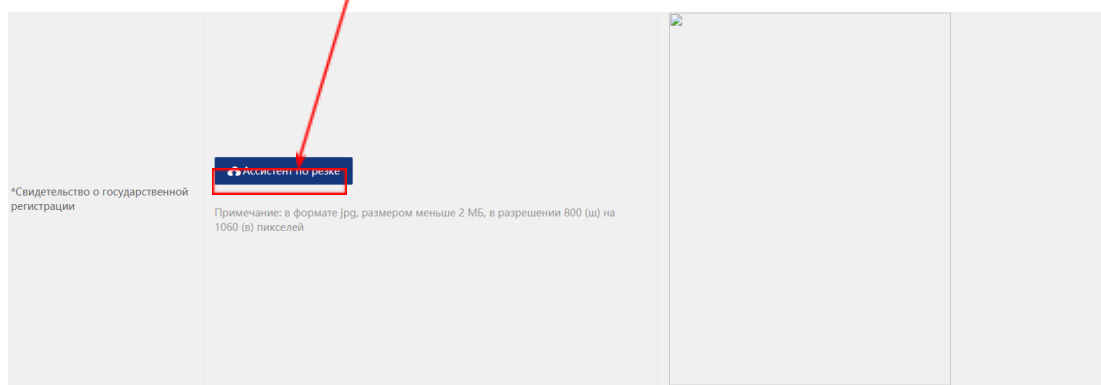 Ассистент по резке
*Свидетельство о государственной
регистрации
Примечание: в формате jpg, размером меньше 2 МБ, в разрешении 800 (ш) на
1060 (в) пикселей